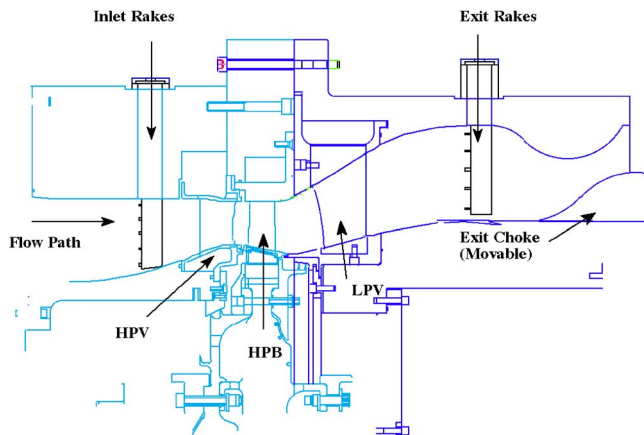 Inlet Rakes
Exit Rakes
Flow Path
Exit Choke
(Movable)
LPV
HPV
HPB